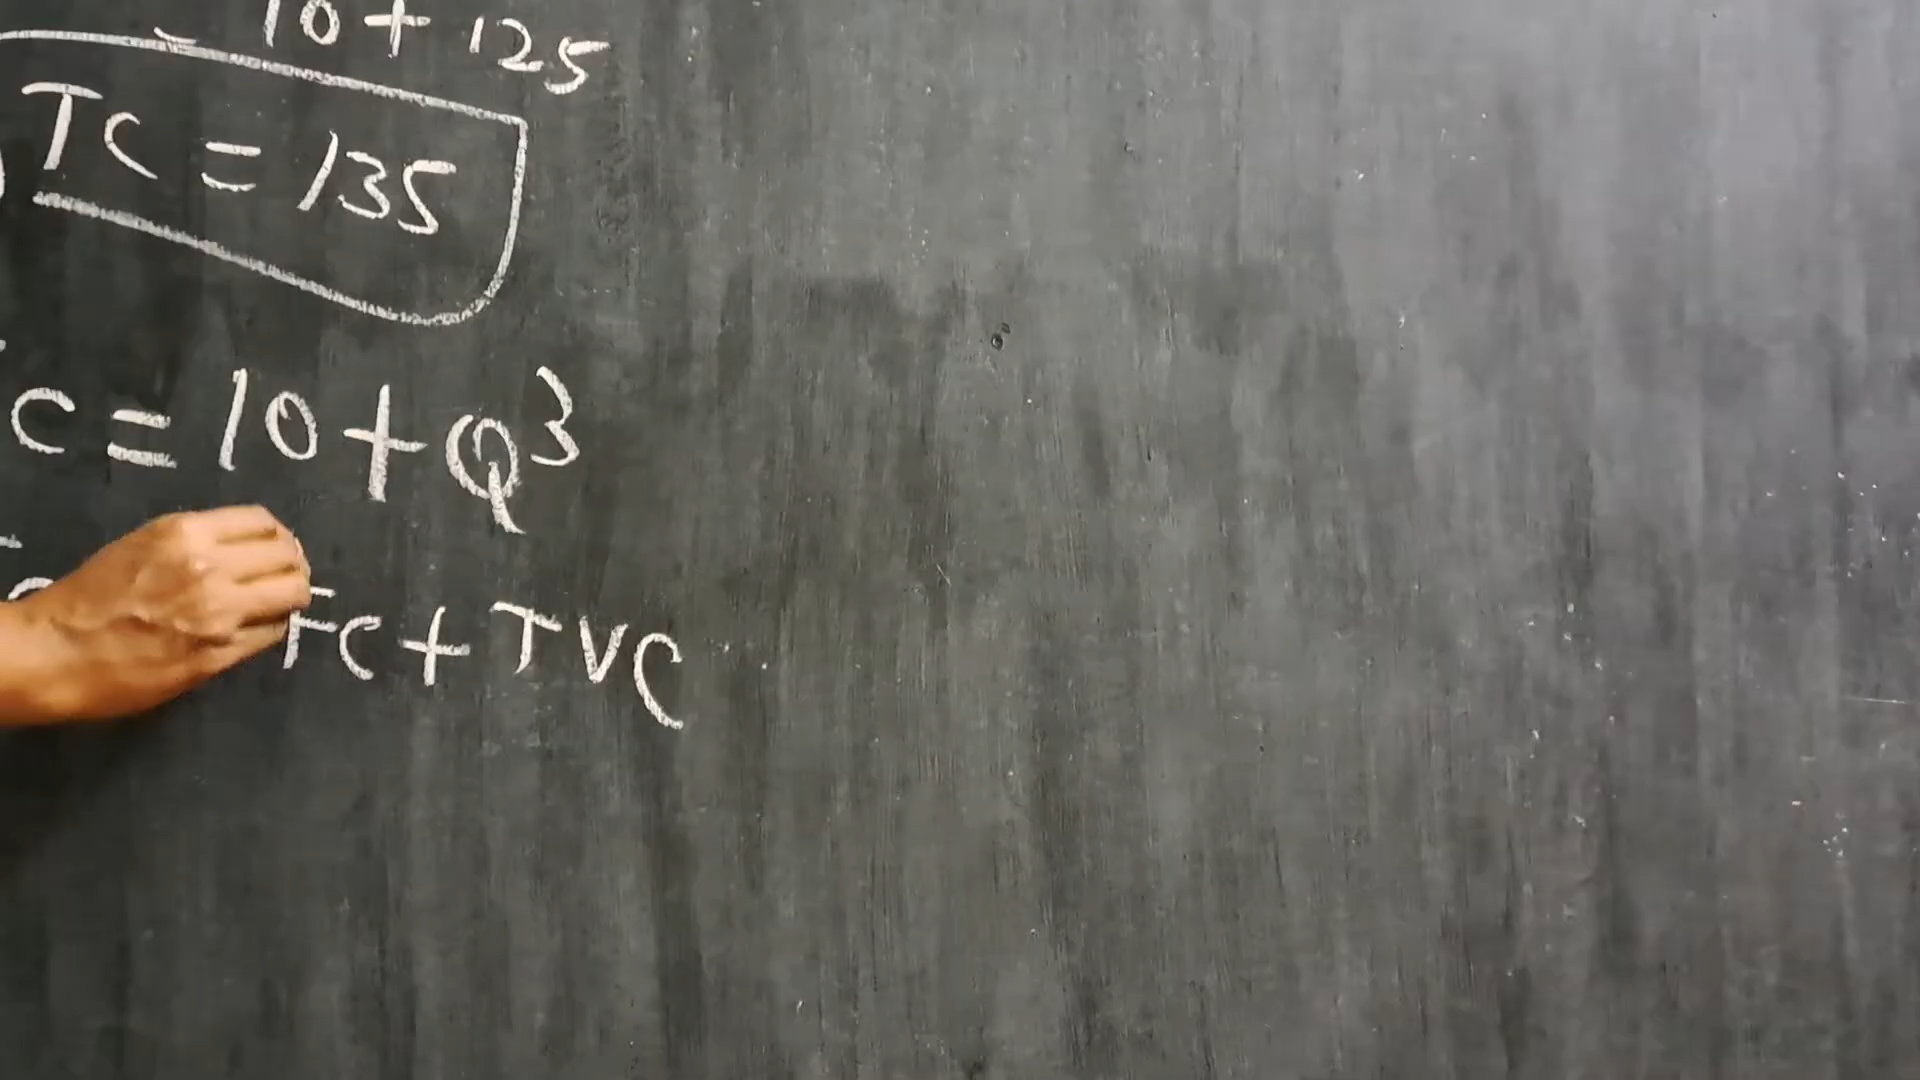 = 10 + 125
TC = 135
C = 10 + Q³
FC + TVC